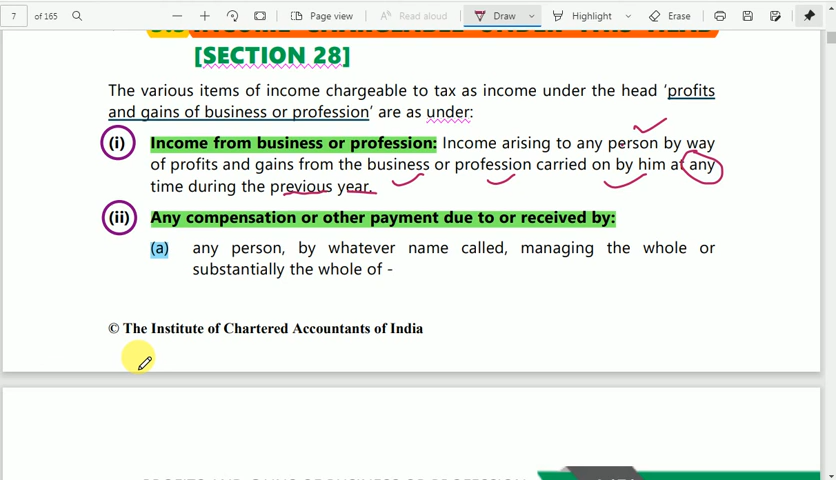 7 of 165 Page view Read aloud Draw Highlight Erase
[SECTION 28]
The various items of income chargeable to tax as income under the head ‘profits
and gains of business or profession’ are as under:
(i) Income from business or profession: Income arising to any person by way
of profits and gains from the business or profession carried on by him at any
time during the previous year.
(ii) Any compensation or other payment due to or received by:
(a) any person, by whatever name called, managing the whole or
substantially the whole of -
© The Institute of Chartered Accountants of India